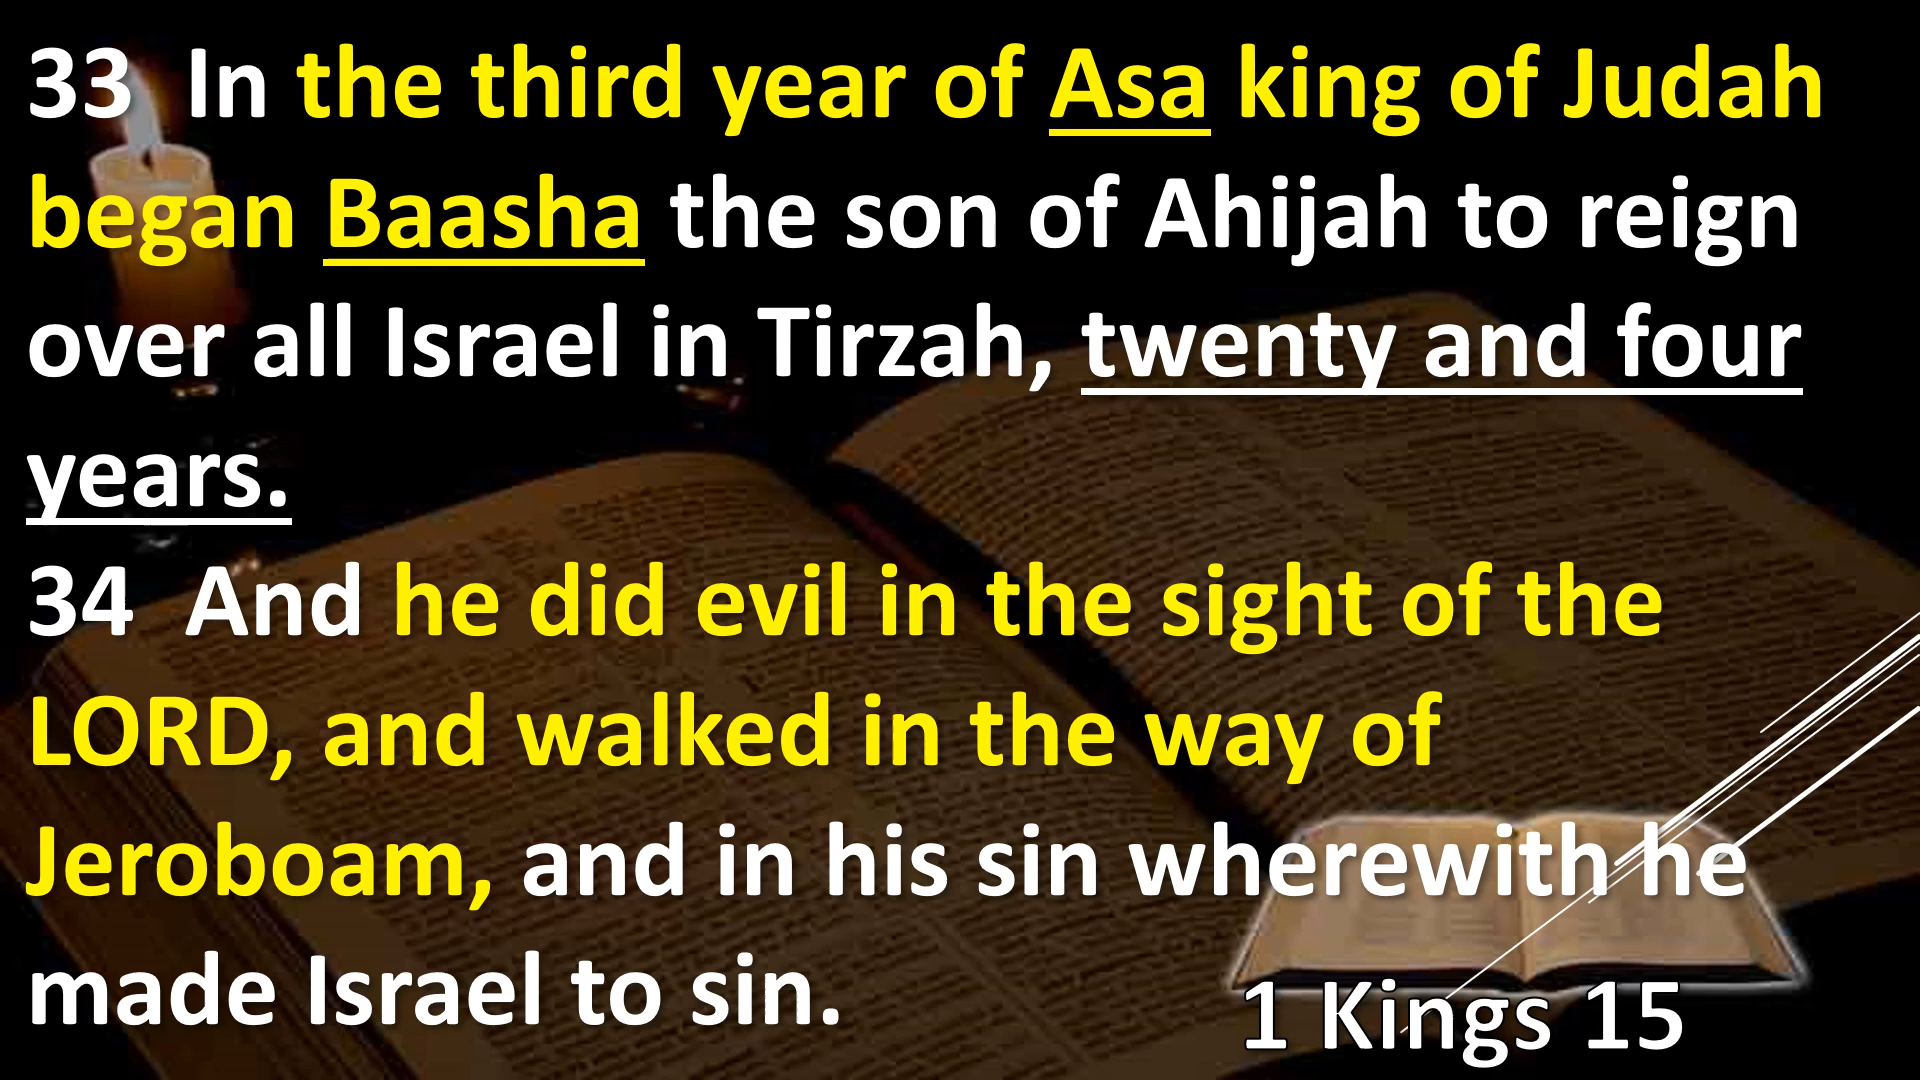 33  In the third year of Asa king of Judah
began Baasha the son of Ahijah to reign
over all Israel in Tirzah, twenty and four
years.
34  And he did evil in the sight of the
LORD, and walked in the way of
Jeroboam, and in his sin wherewith he
made Israel to sin.
1 Kings 15